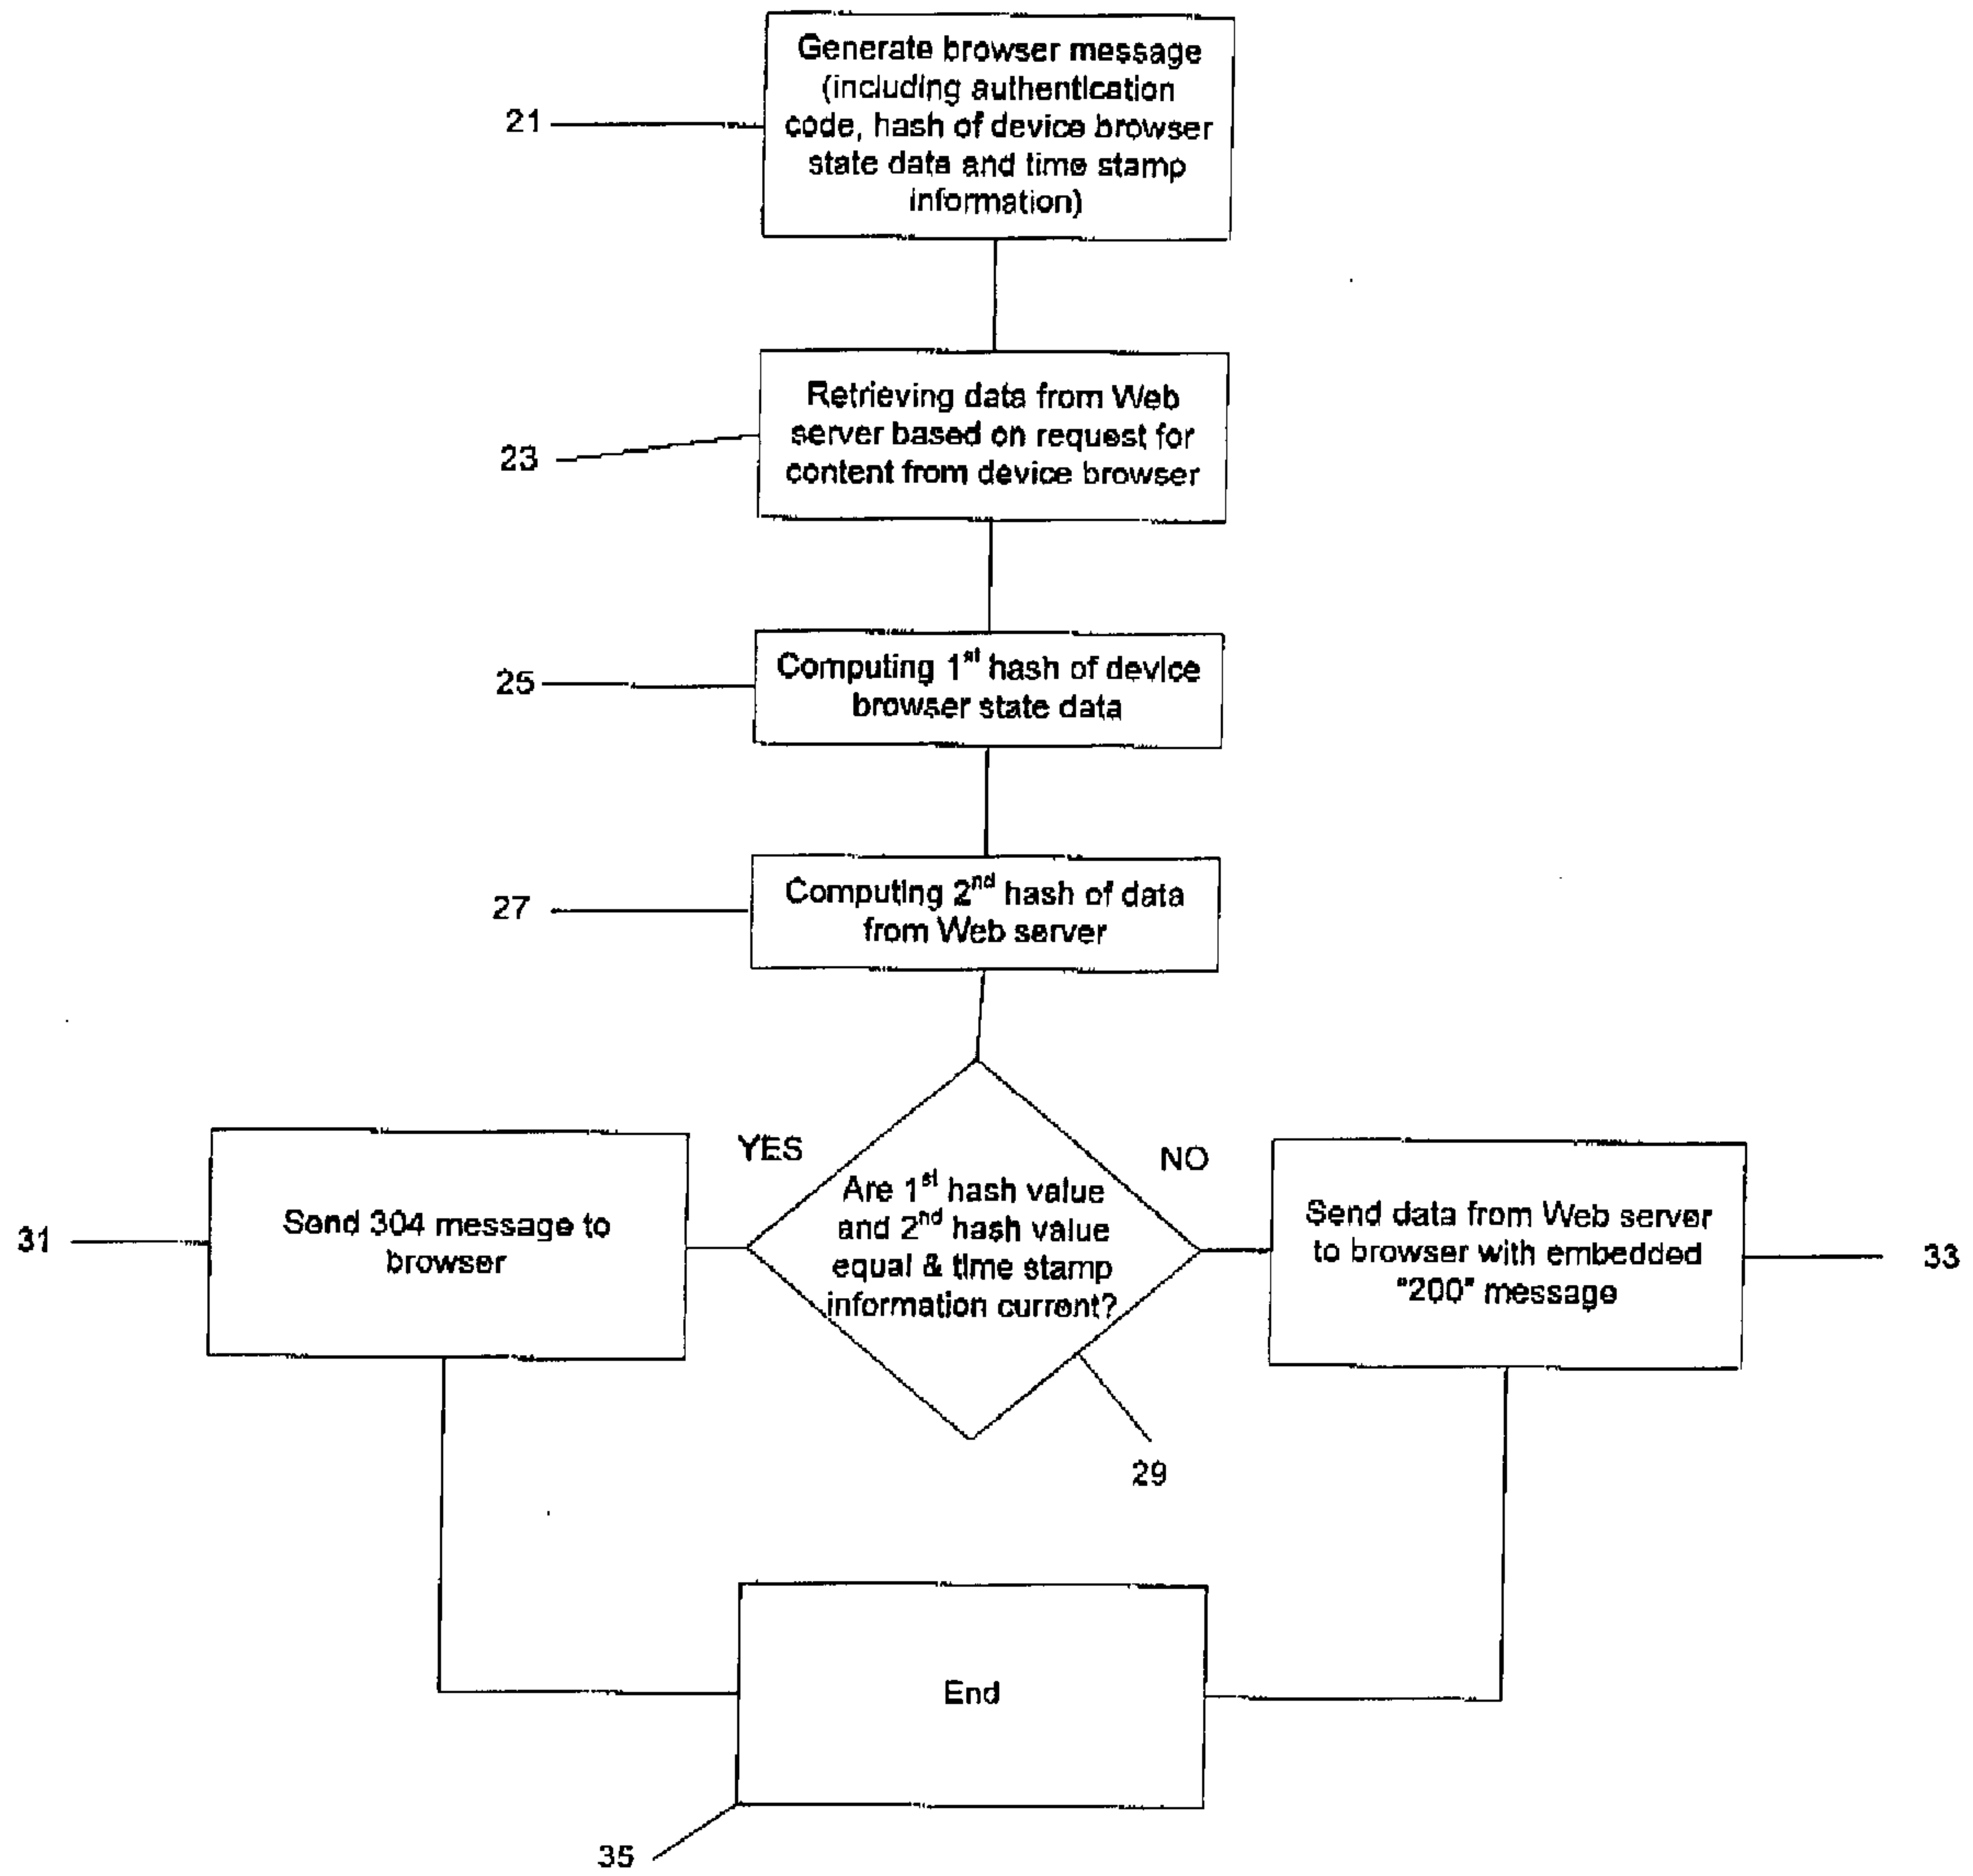 Generate browser message
(including authentication
code, hash of device browser
state data and time stamp
information)
21
Retrieving data from Web
server based on request for
content from device browser
23
Computing 1st hash of device
browser state data
25
Computing 2nd hash of data
from Web server
27
YES
NO
Are 1st hash value
and 2nd hash value
equal & time stamp
information current?
29
Send 304 message to
browser
31
Send data from Web server
to browser with embedded
"200" message
33
End
35